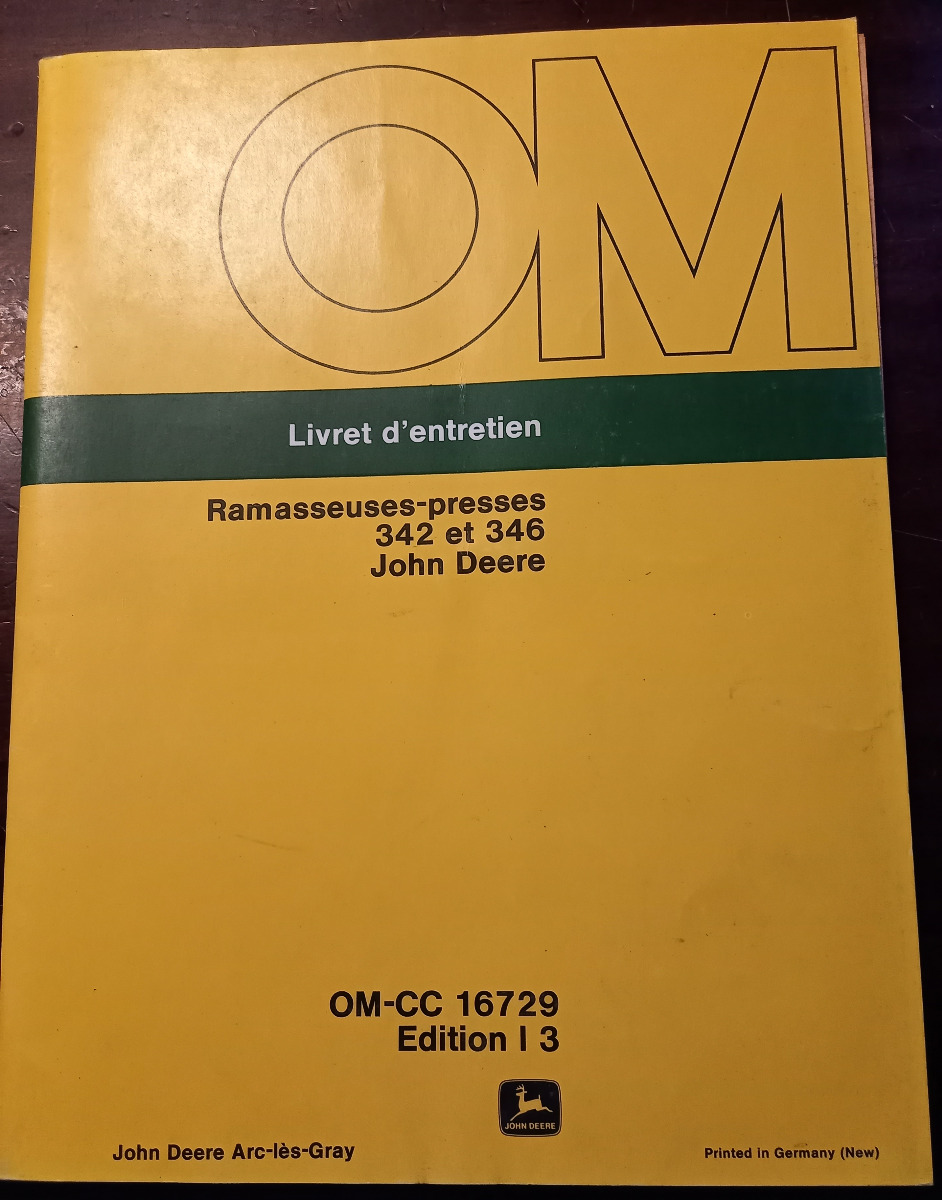 OM
Livret d'entretien
Ramasseuses-presses
342 et 346
John Deere
OM-CC 16729
Edition I 3
JOHN DEERE
John Deere Arc-lès-Gray
Printed in Germany (New)